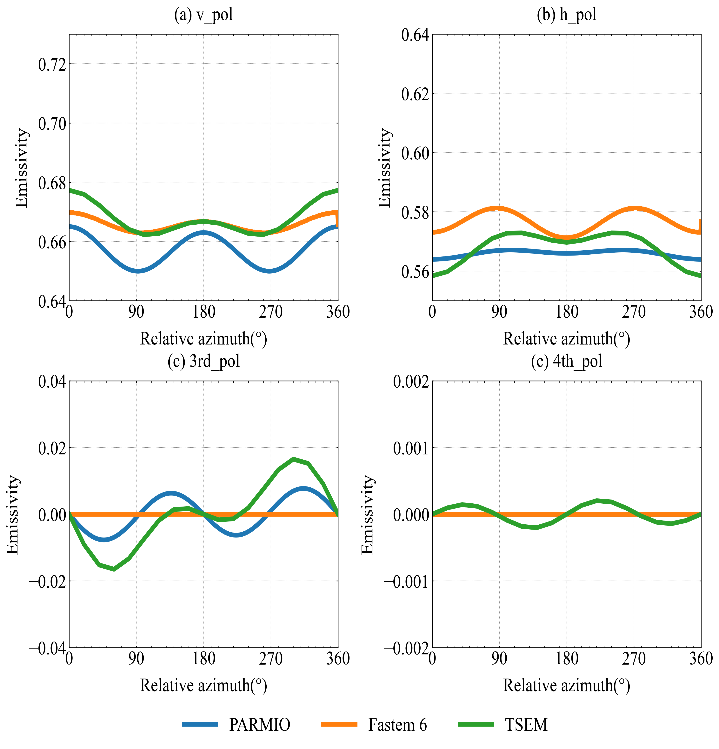 (a) v_pol
(b) h_pol
Emissivity
0.72
0.70
0.68
0.66
0.64
0 90 180 270 360
Relative azimuth(°)
Emissivity
0.64
0.62
0.60
0.58
0.56
0 90 180 270 360
Relative azimuth(°)
(c) 3rd_pol
(c) 4th_pol
Emissivity
0.04
0.02
0.00
−0.02
−0.04
0 90 180 270 360
Relative azimuth(°)
Emissivity
0.002
0.001
0.000
−0.001
−0.002
0 90 180 270 360
Relative azimuth(°)
PARMIO Fastem 6 TSEM